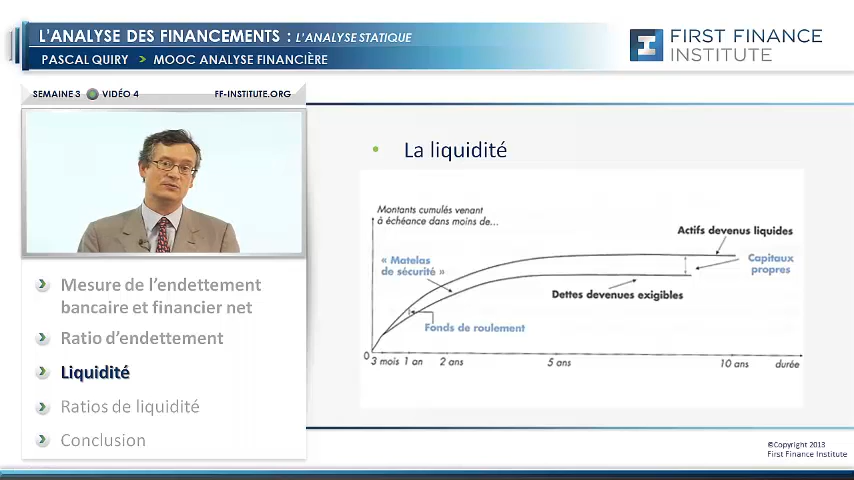 L'ANALYSE DES FINANCEMENTS : L'ANALYSE STATIQUE
PASCAL QUIRY > MOOC ANALYSE FINANCIÈRE
FIRST FINANCE
INSTITUTE
SEMAINE 3 VIDÉO 4 FF-INSTITUTE.ORG
• La liquidité
Montants cumulés venant
à échéance dans moins de...
Actifs devenus liquides
« Matelas
de sécurité »
Capitaux
propres
Dettes devenues exigibles
Fonds de roulement
0
3 mois 1 an 2 ans 5 ans 10 ans durée
Mesure de l'endettement
bancaire et financier net
Ratio d'endettement
Liquidité
Ratios de liquidité
Conclusion
©Copyright 2013
First Finance Institute